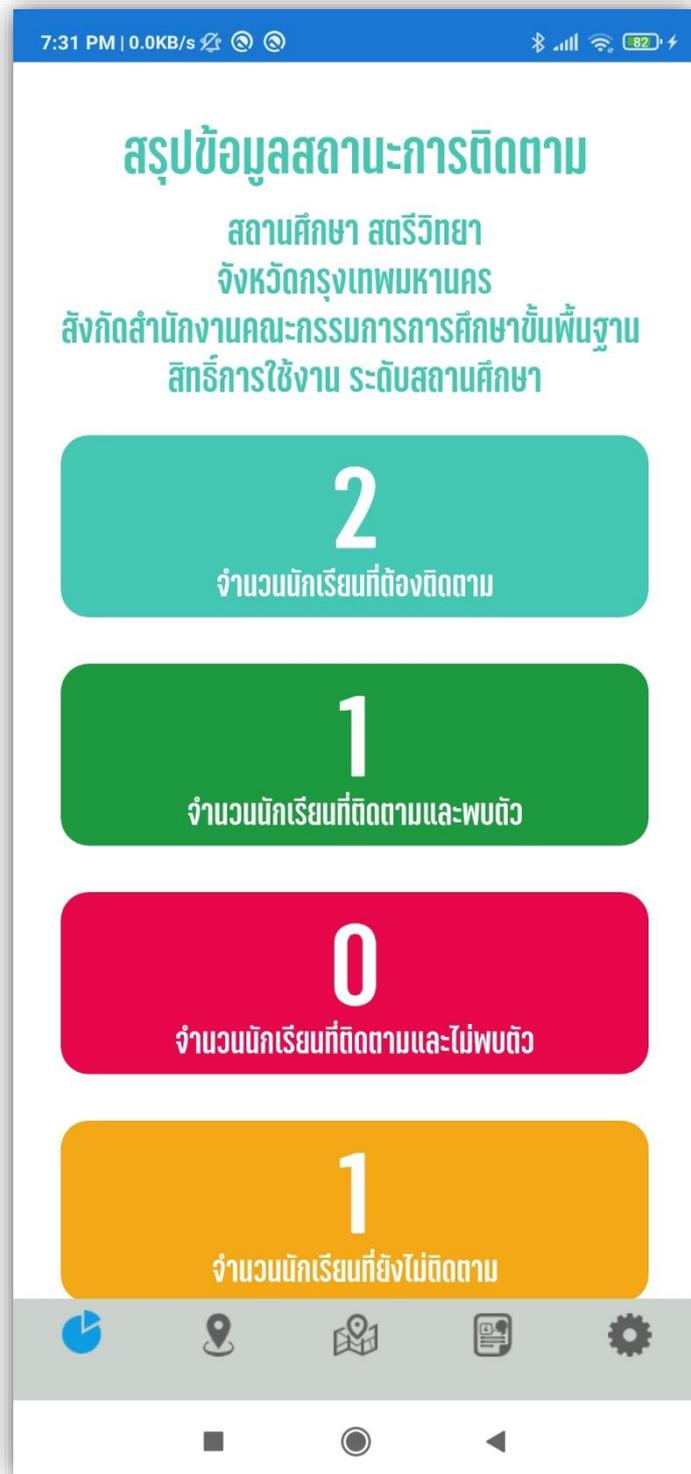 7:31 PM | 0.0KB/s
82
สรุปข้อมูลสถานะการติดตาม
สถานศึกษา สตรีวิทยา
จังหวัดกรุงเทพมหานคร
สังกัดสำนักงานคณะกรรมการการศึกษาขั้นพื้นฐาน
สิทธิ์การใช้งาน ระดับสถานศึกษา
2
จำนวนนักเรียนที่ต้องติดตาม
1
จำนวนนักเรียนที่ติดตามและพบตัว
0
จำนวนนักเรียนที่ติดตามและไม่พบตัว
1
จำนวนนักเรียนที่ยังไม่ติดตาม